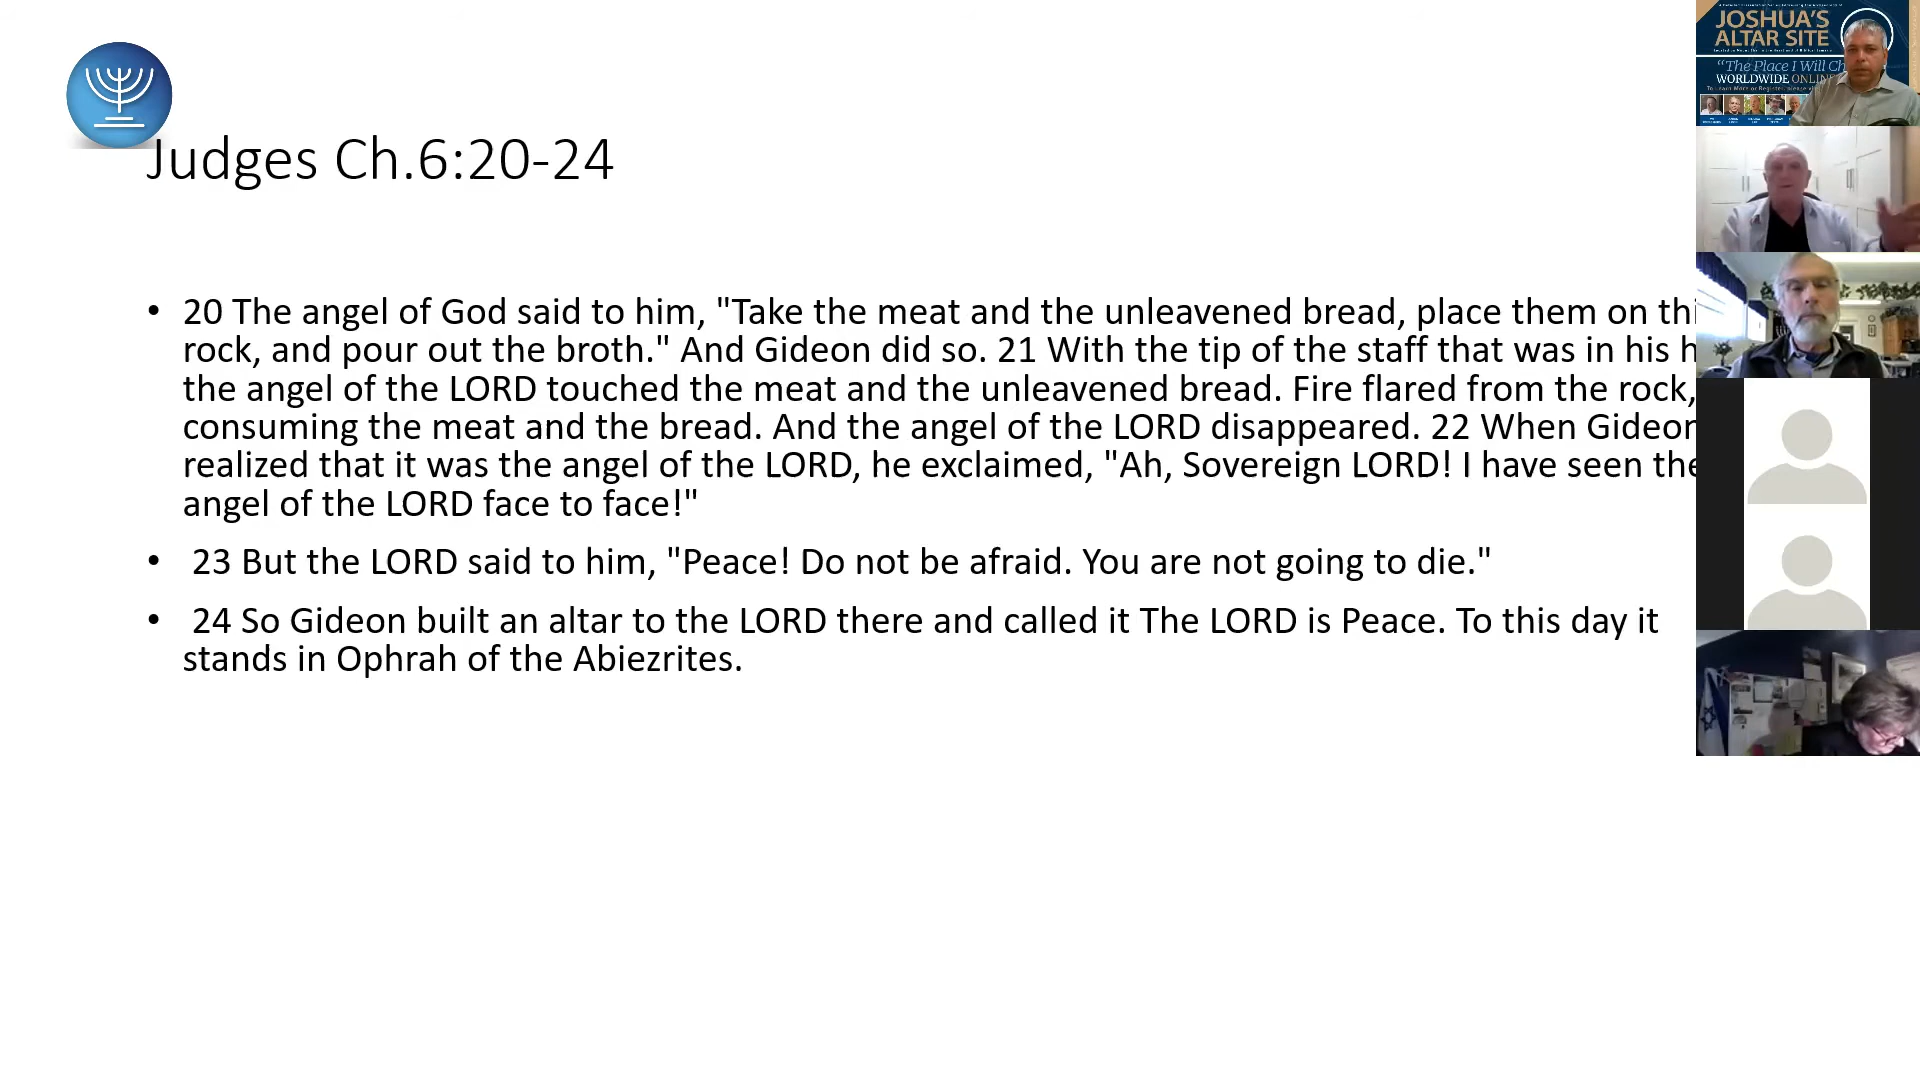 Judges Ch.6:20-24
• 20 The angel of God said to him, "Take the meat and the unleavened bread, place them on thi
rock, and pour out the broth." And Gideon did so. 21 With the tip of the staff that was in his h
the angel of the LORD touched the meat and the unleavened bread. Fire flared from the rock,
consuming the meat and the bread. And the angel of the LORD disappeared. 22 When Gideon
realized that it was the angel of the LORD, he exclaimed, "Ah, Sovereign LORD! I have seen the
angel of the LORD face to face!"
• 23 But the LORD said to him, "Peace! Do not be afraid. You are not going to die."
• 24 So Gideon built an altar to the LORD there and called it The LORD is Peace. To this day it
stands in Ophrah of the Abiezrites.
JOSHUA'S
ALTAR SITE
"The Place I Will Ch
WORLDWIDE ONLIN